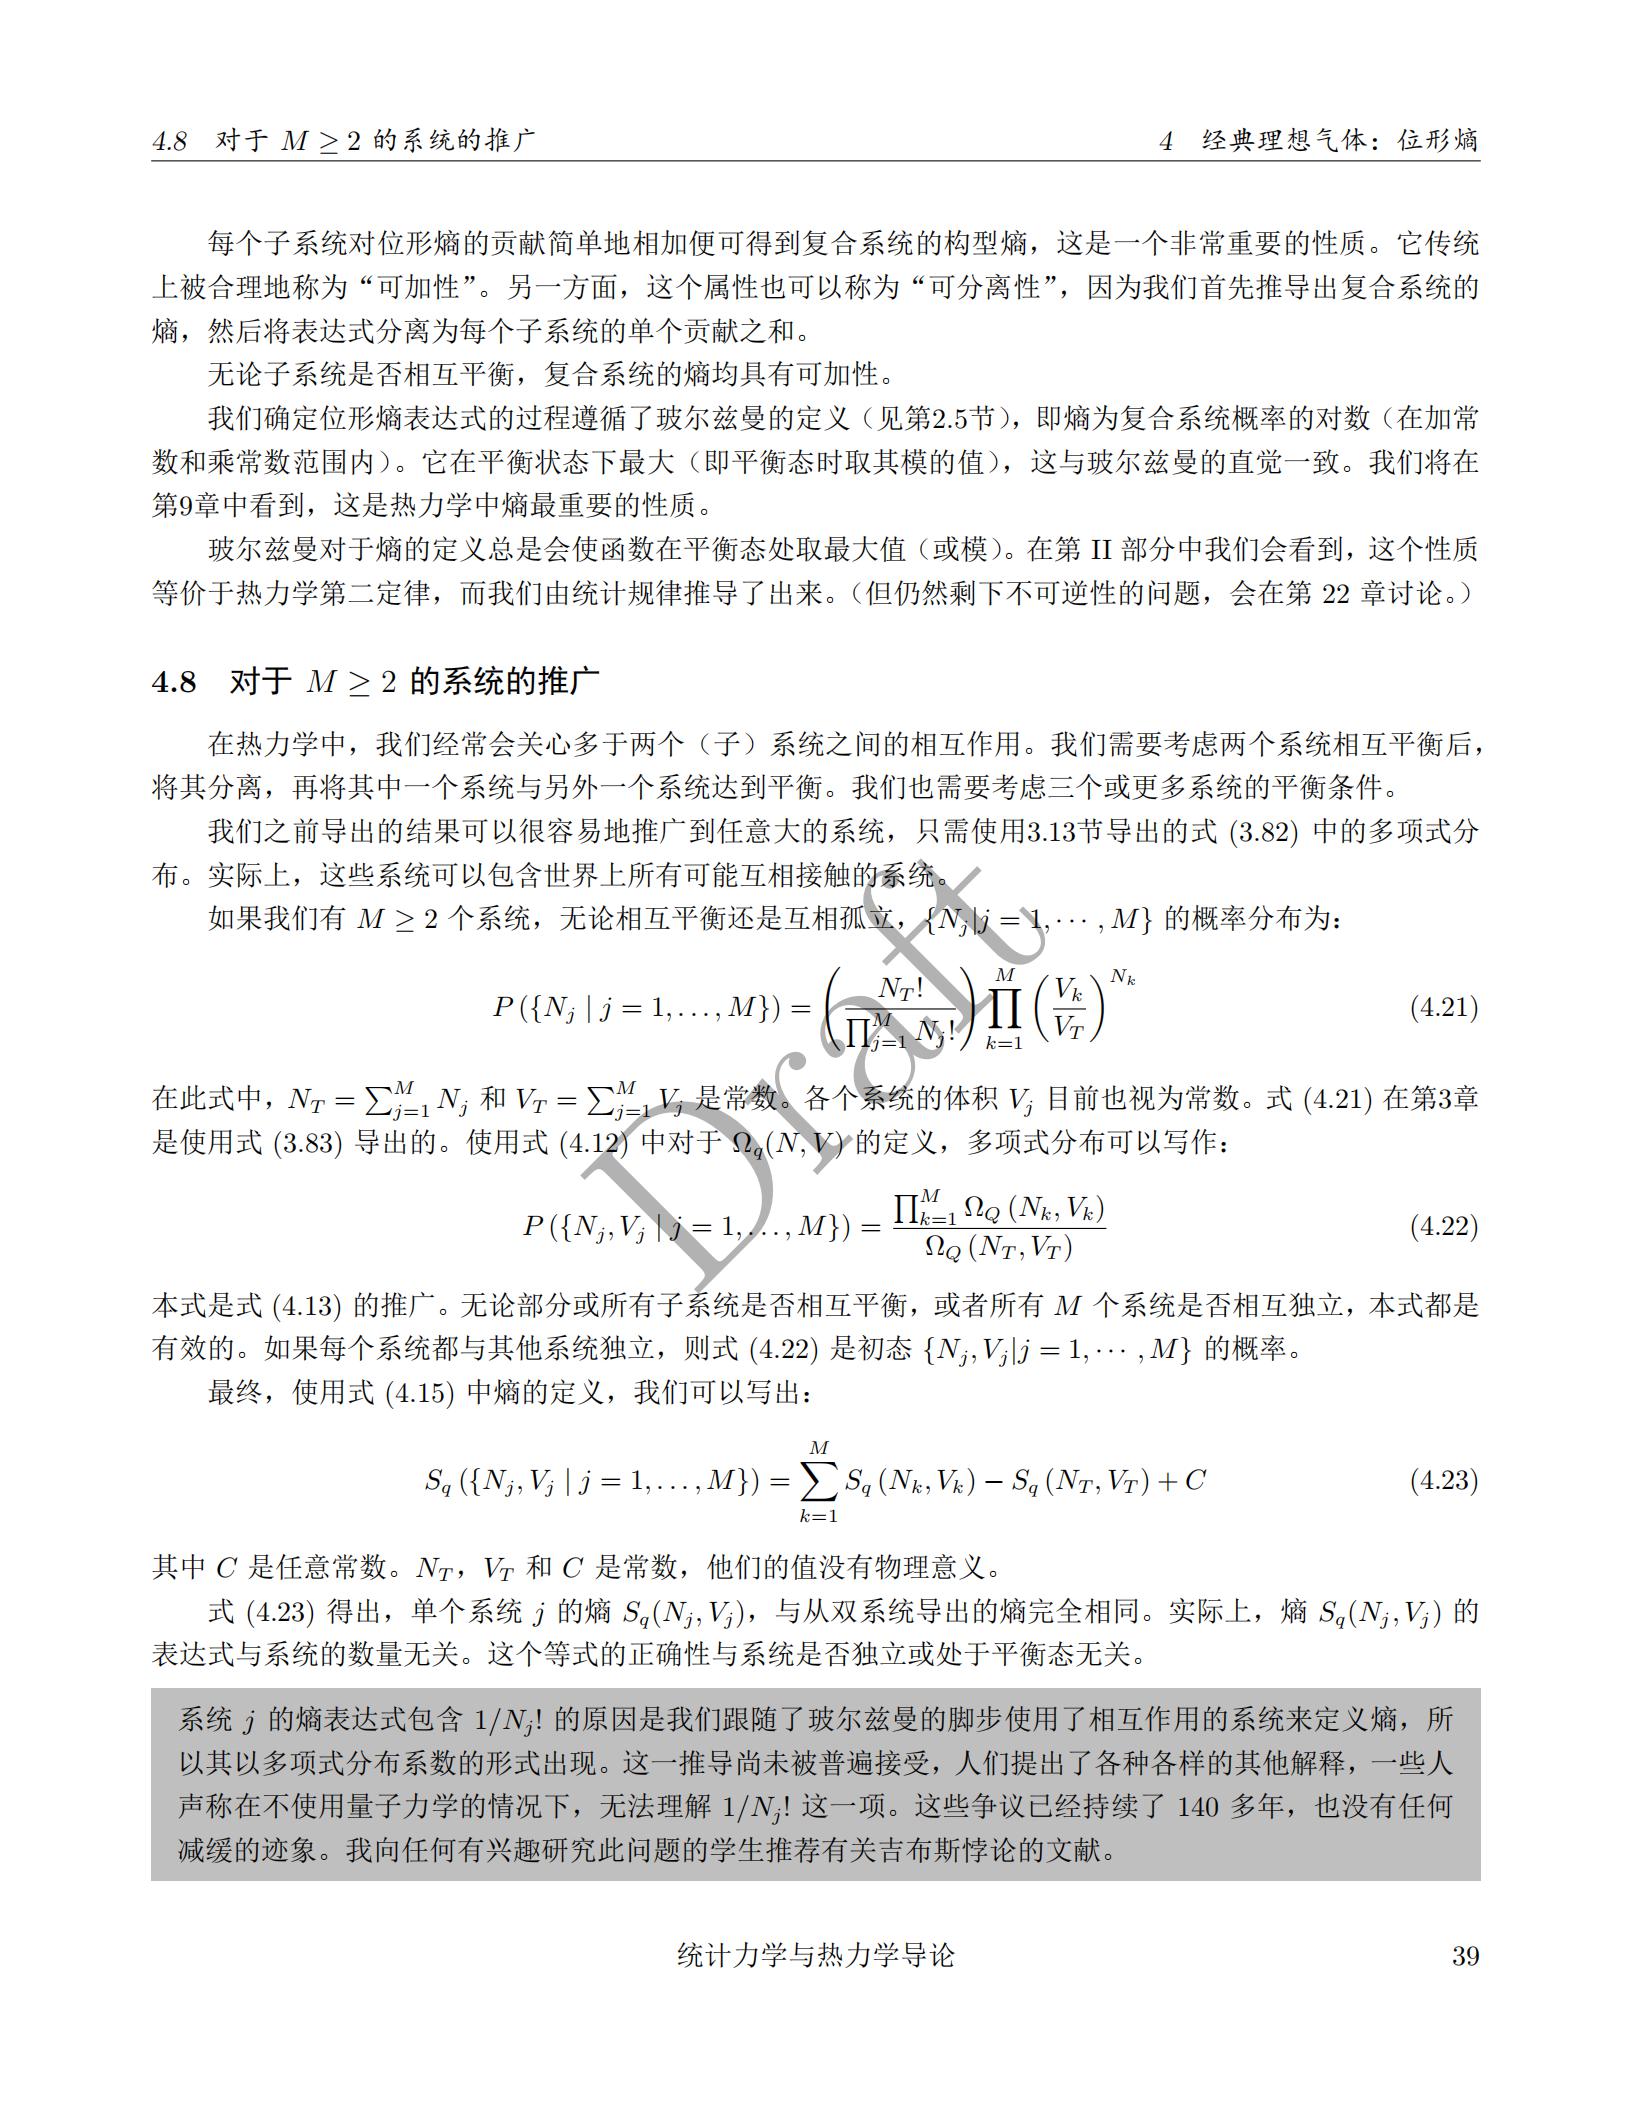 4.8 对于 M ≥ 2 的系统的推广 4 经典理想气体：位形熵
每个子系统对位形熵的贡献简单地相加便可得到复合系统的构型熵，这是一个非常重要的性质。它传统
上被合理地称为“可加性”。另一方面，这个属性也可以称为“可分离性”，因为我们首先推导出复合系统的
熵，然后将表达式分离为每个子系统的单个贡献之和。
无论子系统是否相互平衡，复合系统的熵均具有可加性。
我们确定位形熵表达式的过程遵循了玻尔兹曼的定义（见第2.5节），即熵为复合系统概率的对数（在加常
数和乘常数范围内）。它在平衡状态下最大（即平衡态时取其模的值），这与玻尔兹曼的直觉一致。我们将在
第9章中看到，这是热力学中熵最重要的性质。
玻尔兹曼对于熵的定义总是会使函数在平衡态处取最大值（或模）。在第 II 部分中我们会看到，这个性质
等价于热力学第二定律，而我们由统计规律推导了出来。（但仍然剩下不可逆性的问题，会在第 22 章讨论。）
4.8 对于 M ≥ 2 的系统的推广
在热力学中，我们经常会关心多于两个（子）系统之间的相互作用。我们需要考虑两个系统相互平衡后，
将其分离，再将其中一个系统与另外一个系统达到平衡。我们也需要考虑三个或更多系统的平衡条件。
我们之前导出的结果可以很容易地推广到任意大的系统，只需使用3.13节导出的式 (3.82) 中的多项式分
布。实际上，这些系统可以包含世界上所有可能互相接触的系统。
如果我们有 M ≥ 2 个系统，无论相互平衡还是互相孤立，{N_j|j = 1, ··· , M} 的概率分布为：
P ({N_j | j = 1, . . . , M}) = ( N_T! / ∏_{j=1}^{M} N_j! ) ∏_{k=1}^{M} ( V_k / V_T )^{N_k} (4.21)
在此式中，N_T = ∑_{j=1}^{M} N_j 和 V_T = ∑_{j=1}^{M} V_j 是常数。各个系统的体积 V_j 目前也视为常数。式 (4.21) 在第3章
是使用式 (3.83) 导出的。使用式 (4.12) 中对于 Ω_q(N, V) 的定义，多项式分布可以写作：
P ({N_j, V_j | j = 1, . . . , M}) = ∏_{k=1}^{M} Ω_Q (N_k, V_k) / Ω_Q (N_T, V_T) (4.22)
本式是式 (4.13) 的推广。无论部分或所有子系统是否相互平衡，或者所有 M 个系统是否相互独立，本式都是
有效的。如果每个系统都与其他系统独立，则式 (4.22) 是初态 {N_j, V_j|j = 1, ··· , M} 的概率。
最终，使用式 (4.15) 中熵的定义，我们可以写出：
S_q ({N_j, V_j | j = 1, . . . , M}) = ∑_{k=1}^{M} S_q (N_k, V_k) − S_q (N_T, V_T) + C (4.23)
其中 C 是任意常数。N_T，V_T 和 C 是常数，他们的值没有物理意义。
式 (4.23) 得出，单个系统 j 的熵 S_q(N_j, V_j)，与从双系统导出的熵完全相同。实际上，熵 S_q(N_j, V_j) 的
表达式与系统的数量无关。这个等式的正确性与系统是否独立或处于平衡态无关。
系统 j 的熵表达式包含 1/N_j! 的原因是我们跟随了玻尔兹曼的脚步使用了相互作用的系统来定义熵，所
以其以多项式分布系数的形式出现。这一推导尚未被普遍接受，人们提出了各种各样的其他解释，一些人
声称在不使用量子力学的情况下，无法理解 1/N_j! 这一项。这些争议已经持续了 140 多年，也没有任何
减缓的迹象。我向任何有兴趣研究此问题的学生推荐有关吉布斯悖论的文献。
统计力学与热力学导论 39
Draft